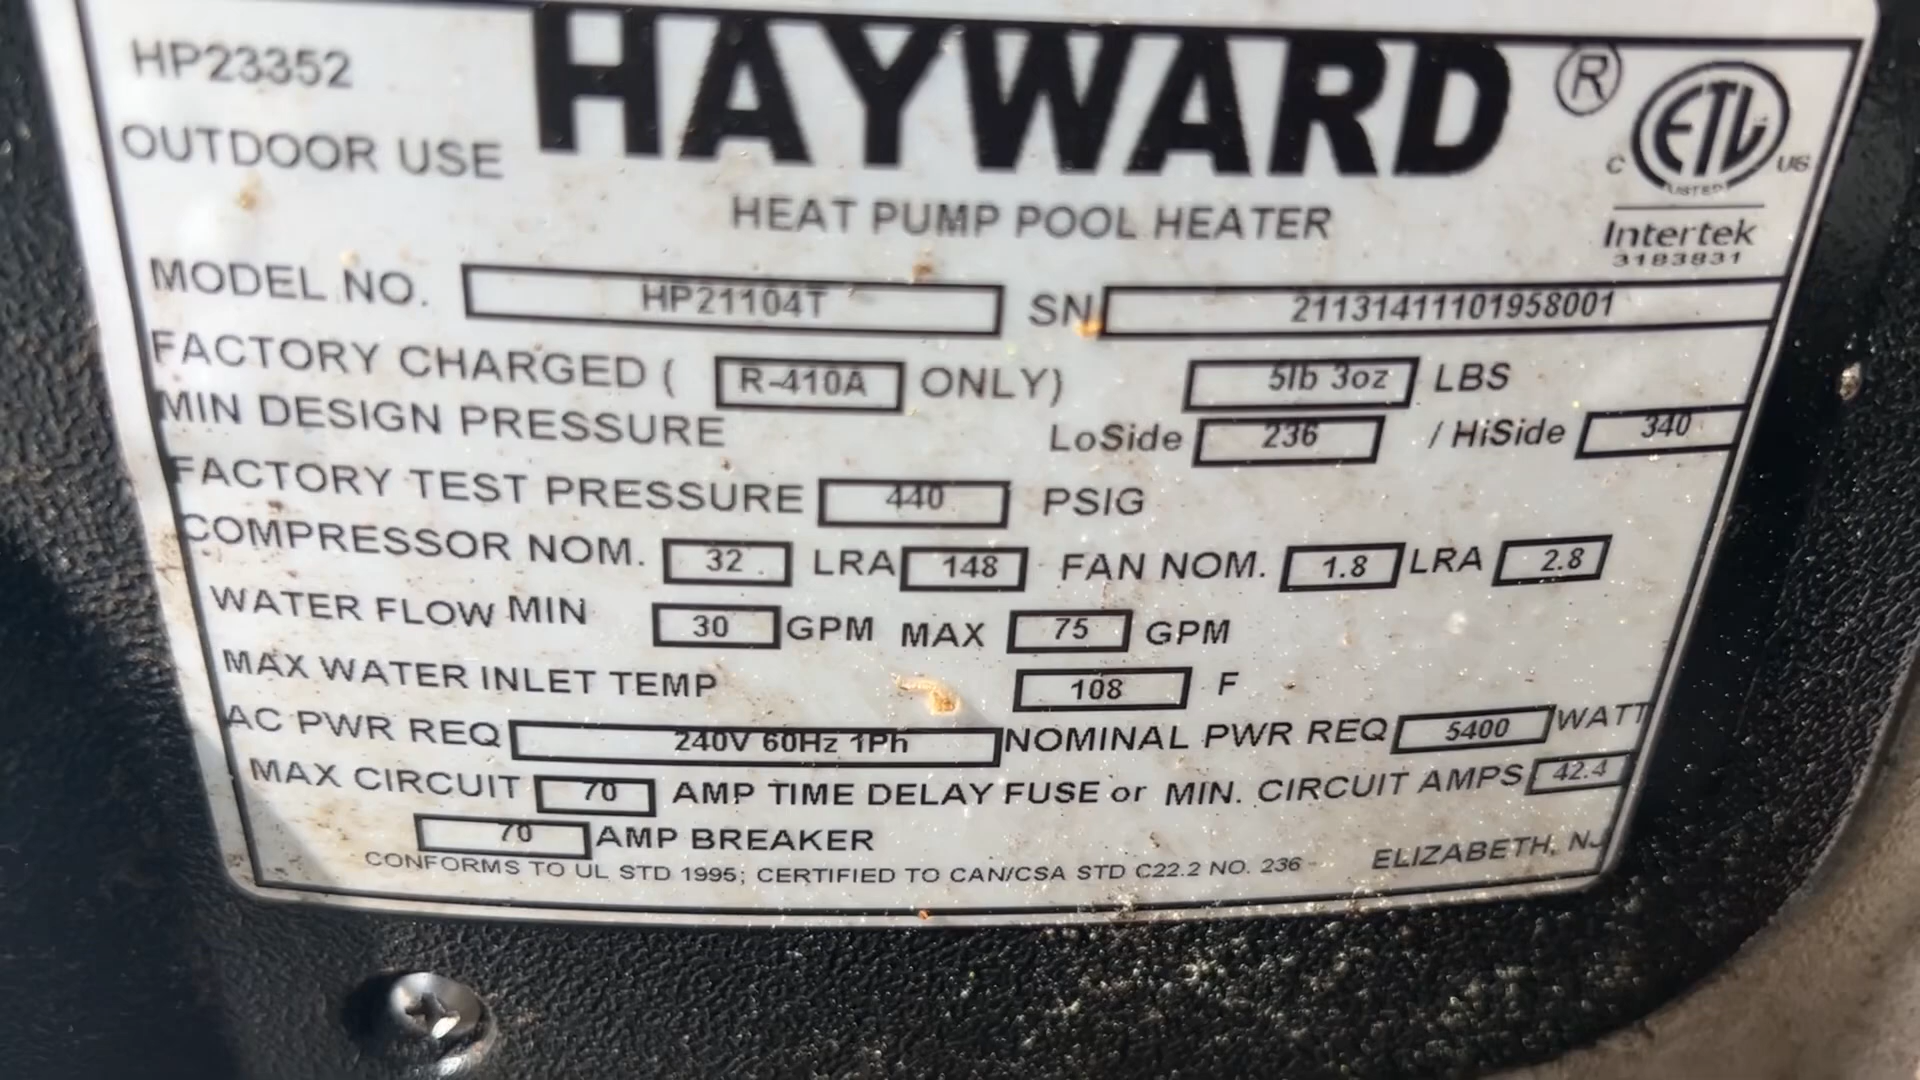 HP23352
HAYWARD ®
OUTDOOR USE
C ETL US
LISTED
HEAT PUMP POOL HEATER
Intertek
3183831
MODEL NO. HP21104T SN 21131411101958001
FACTORY CHARGED ( R-410A ONLY) 5lb 3oz LBS
MIN DESIGN PRESSURE LoSide 236 / HiSide 340
FACTORY TEST PRESSURE 440 PSIG
COMPRESSOR NOM. 32 . LRA 148 FAN NOM. 1.8 LRA 2.8
WATER FLOW MIN 30 GPM MAX 75 GPM
MAX WATER INLET TEMP 108 F
AC PWR REQ 240V 60Hz 1Ph NOMINAL PWR REQ 5400 WATT
MAX CIRCUIT 70 AMP TIME DELAY FUSE or MIN. CIRCUIT AMPS 42.4
70 AMP BREAKER
CONFORMS TO UL STD 1995; CERTIFIED TO CAN/CSA STD C22.2 NO. 236 ELIZABETH, NJ